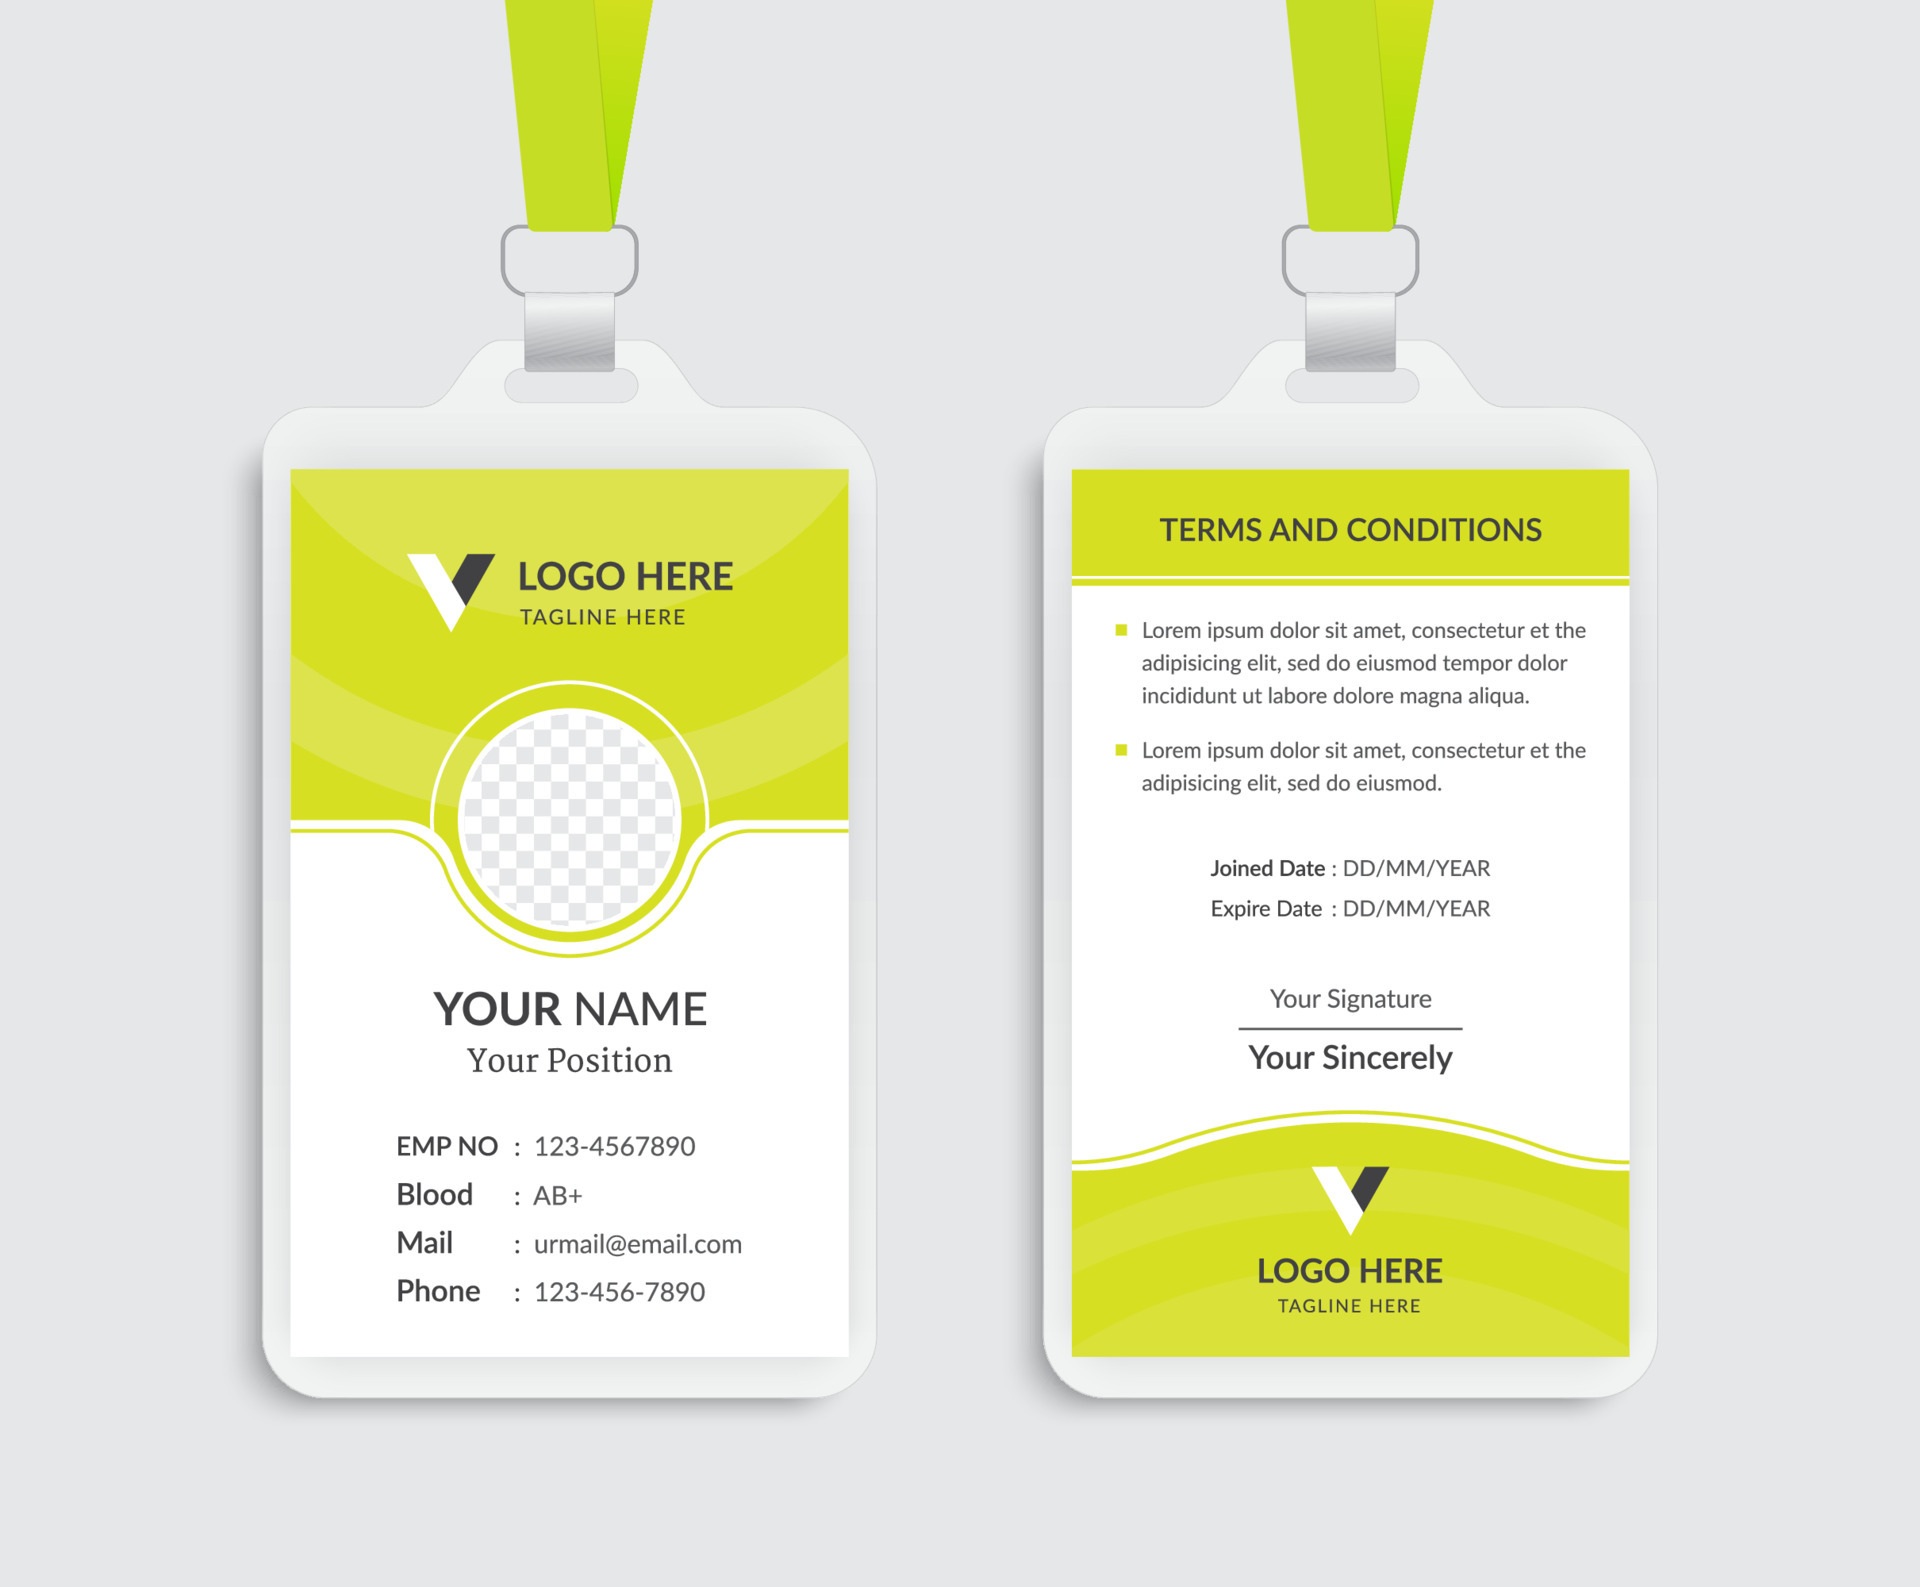 LOGO HERE
TAGLINE HERE
YOUR NAME
Your Position
EMP NO : 123-4567890
Blood : AB+
Mail : urmail@email.com
Phone : 123-456-7890
TERMS AND CONDITIONS
Lorem ipsum dolor sit amet, consectetur et the
adipisicing elit, sed do eiusmod tempor dolor
incididunt ut labore dolore magna aliqua.
Lorem ipsum dolor sit amet, consectetur et the
adipisicing elit, sed do eiusmod.
Joined Date : DD/MM/YEAR
Expire Date : DD/MM/YEAR
Your Signature
Your Sincerely
LOGO HERE
TAGLINE HERE